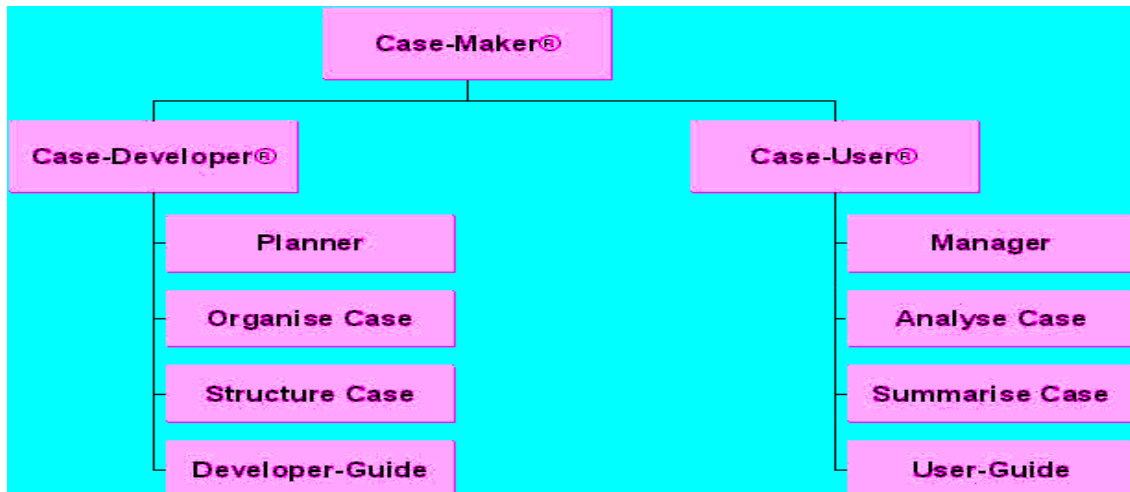 Case-Maker®
Case-Developer®
Case-User®
Planner
Manager
Organise Case
Analyse Case
Structure Case
Summarise Case
Developer-Guide
User-Guide